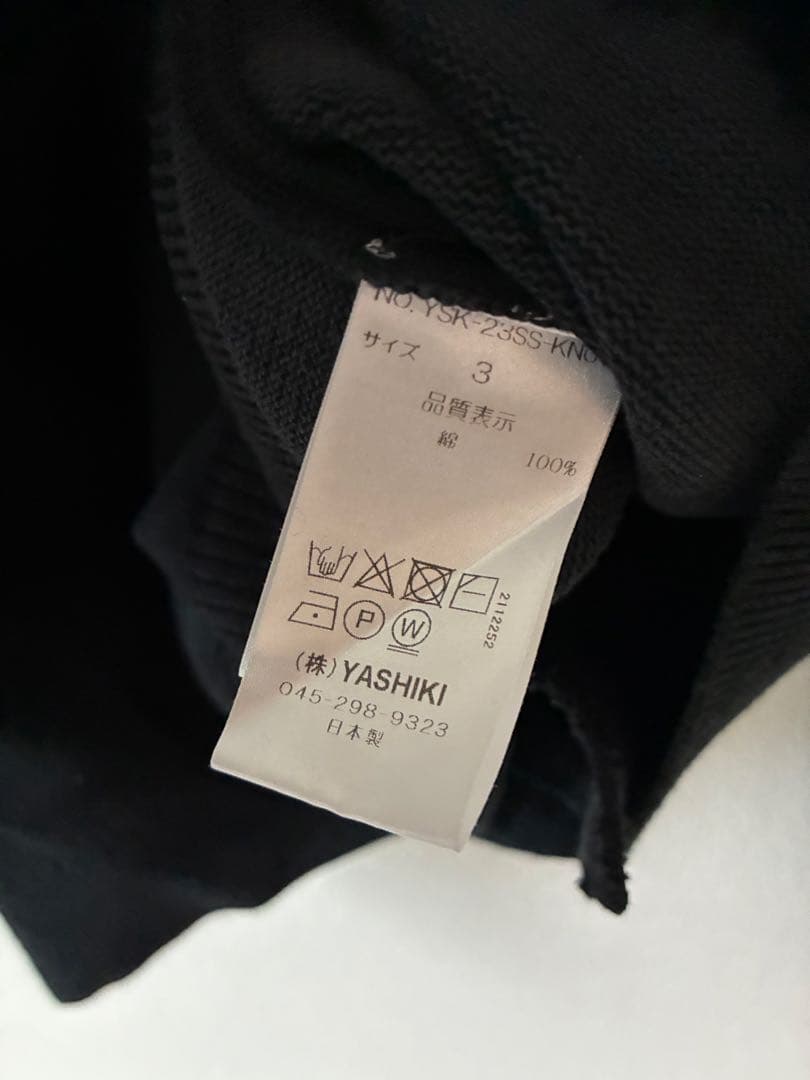 NO.YSK-23SS-KN
サイズ 3
品質表示
綿 100%
2112252
P W
(株)YASHIKI
045-298-9323
日本製